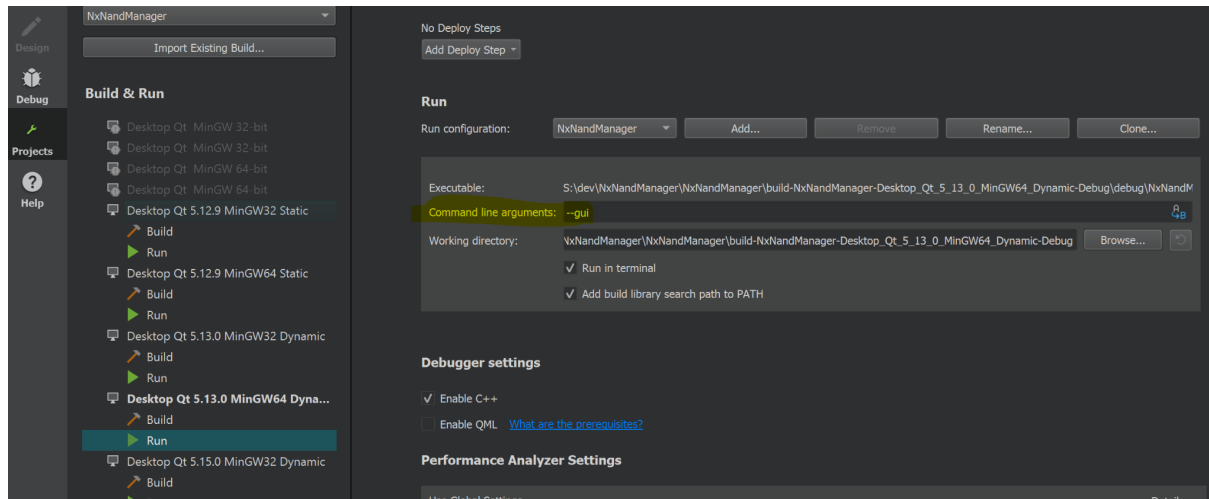 Design
Debug
Projects
Help
NxNandManager
Import Existing Build...
Build & Run
Desktop Qt MinGW 32-bit
Desktop Qt MinGW 32-bit
Desktop Qt MinGW 64-bit
Desktop Qt MinGW 64-bit
Desktop Qt 5.12.9 MinGW32 Static
Build
Run
Desktop Qt 5.12.9 MinGW64 Static
Build
Run
Desktop Qt 5.13.0 MinGW32 Dynamic
Build
Run
Desktop Qt 5.13.0 MinGW64 Dyna...
Build
Run
Desktop Qt 5.15.0 MinGW32 Dynamic
Build
No Deploy Steps
Add Deploy Step
Run
Run configuration: NxNandManager Add... Remove Rename... Clone...
Executable: S:\dev\NxNandManager\NxNandManager\build-NxNandManager-Desktop_Qt_5_13_0_MinGW64_Dynamic-Debug\debug\NxNandM
Command line arguments: --gui
Working directory: NxNandManager\NxNandManager\build-NxNandManager-Desktop_Qt_5_13_0_MinGW64_Dynamic-Debug Browse...
Run in terminal
Add build library search path to PATH
Debugger settings
Enable C++
Enable QML What are the prerequisites?
Performance Analyzer Settings